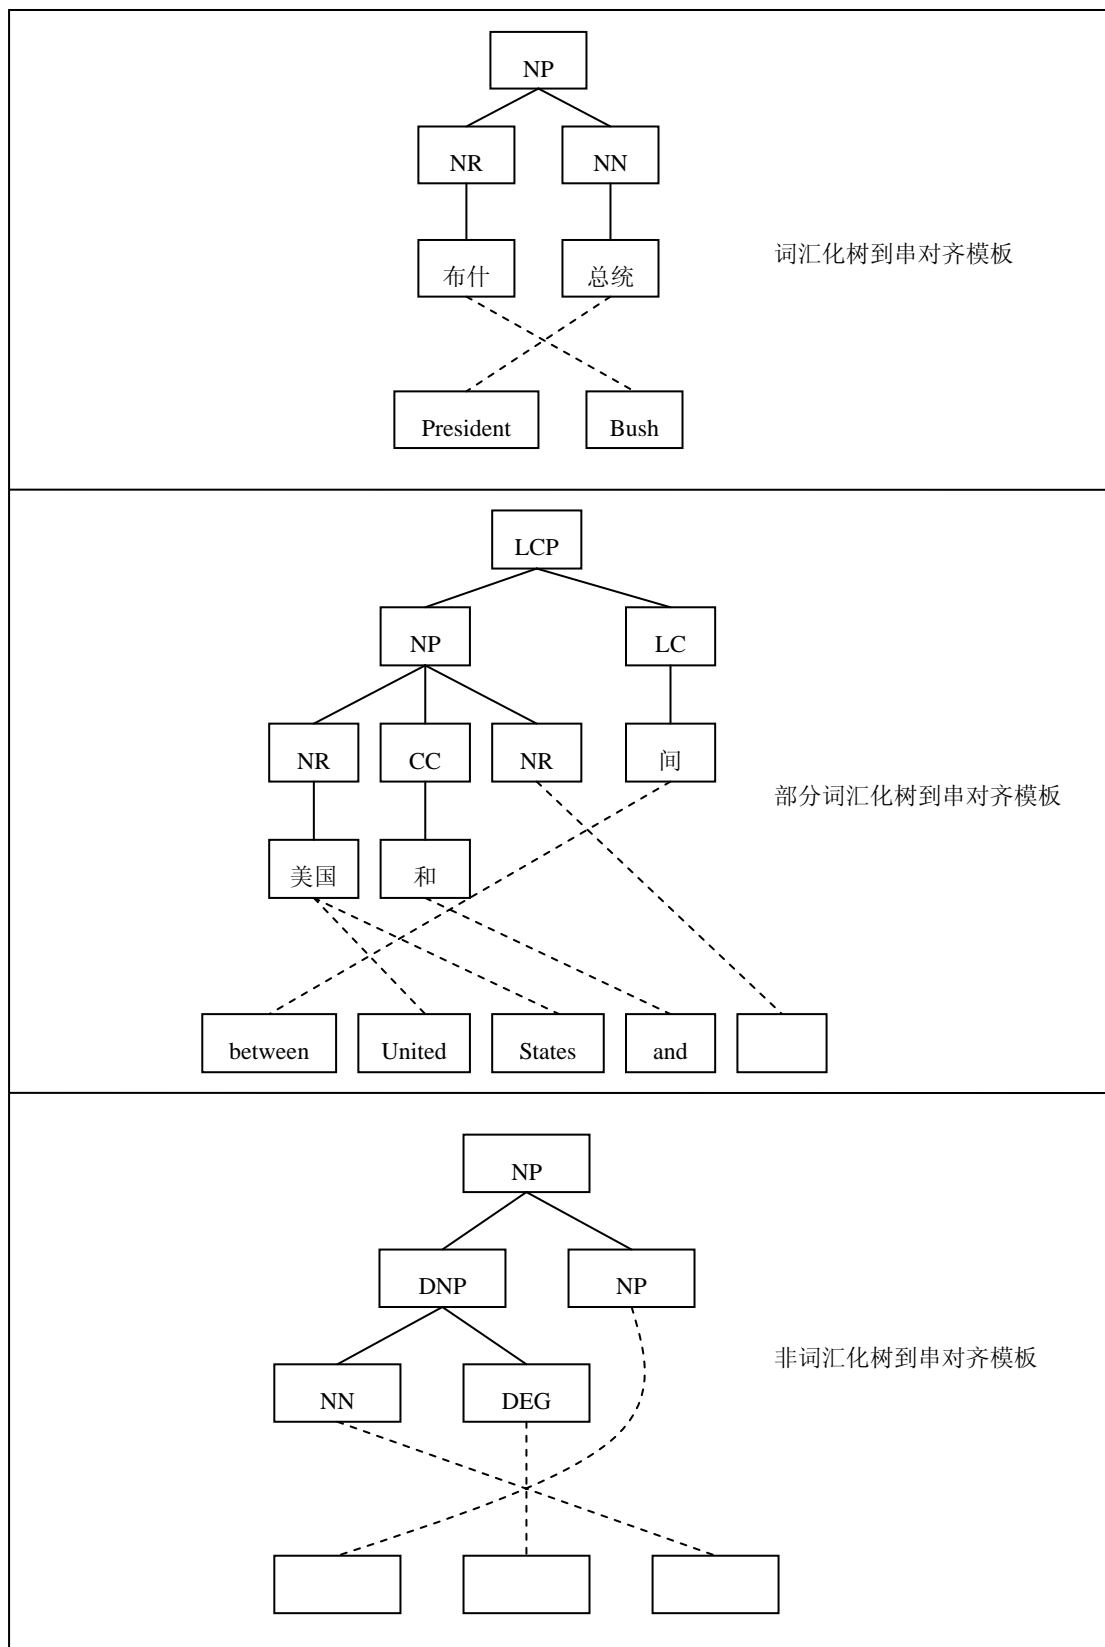 NP
NR NN
词汇化树到串对齐模板
布什 总统
President Bush
LCP
NP LC
NR CC NR 间
部分词汇化树到串对齐模板
美国 和
between United States and
NP
DNP NP
非词汇化树到串对齐模板
NN DEG